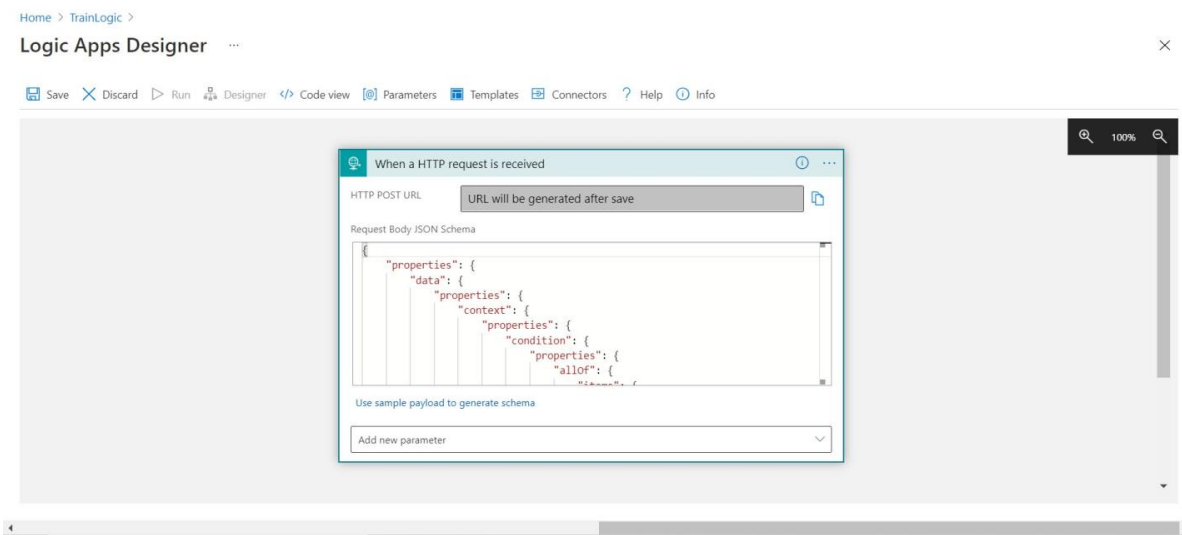 Home > TrainLogic >
Logic Apps Designer ...
Save Discard Run Designer </> Code view [@] Parameters Templates Connectors ? Help Info
100%
When a HTTP request is received ...
HTTP POST URL URL will be generated after save
Request Body JSON Schema
{
"properties": {
"data": {
"properties": {
"context": {
"properties": {
"condition": {
"properties": {
"allOf": {
"items": {
Use sample payload to generate schema
Add new parameter